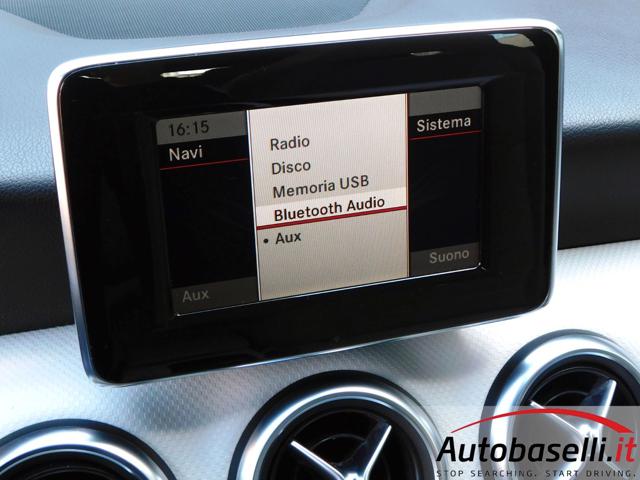 16:15
Navi
Radio
Disco
Memoria USB
Bluetooth Audio
• Aux
Sistema
Aux
Suono
Autobaselli.it
STOP SEARCHING. START DRIVING.